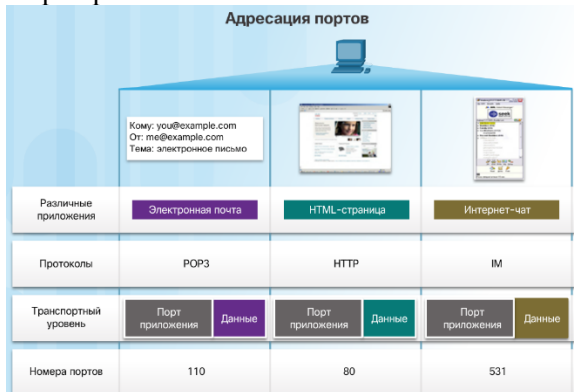 Адресация портов
Кому: you@example.com
От: me@example.com
Тема: электронное письмо
Различные
приложения
Электронная почта
HTML-страница
Интернет-чат
Протоколы
POP3
HTTP
IM
Транспортный
уровень
Порт
приложения
Данные
Порт
приложения
Данные
Порт
приложения
Данные
Номера портов
110
80
531